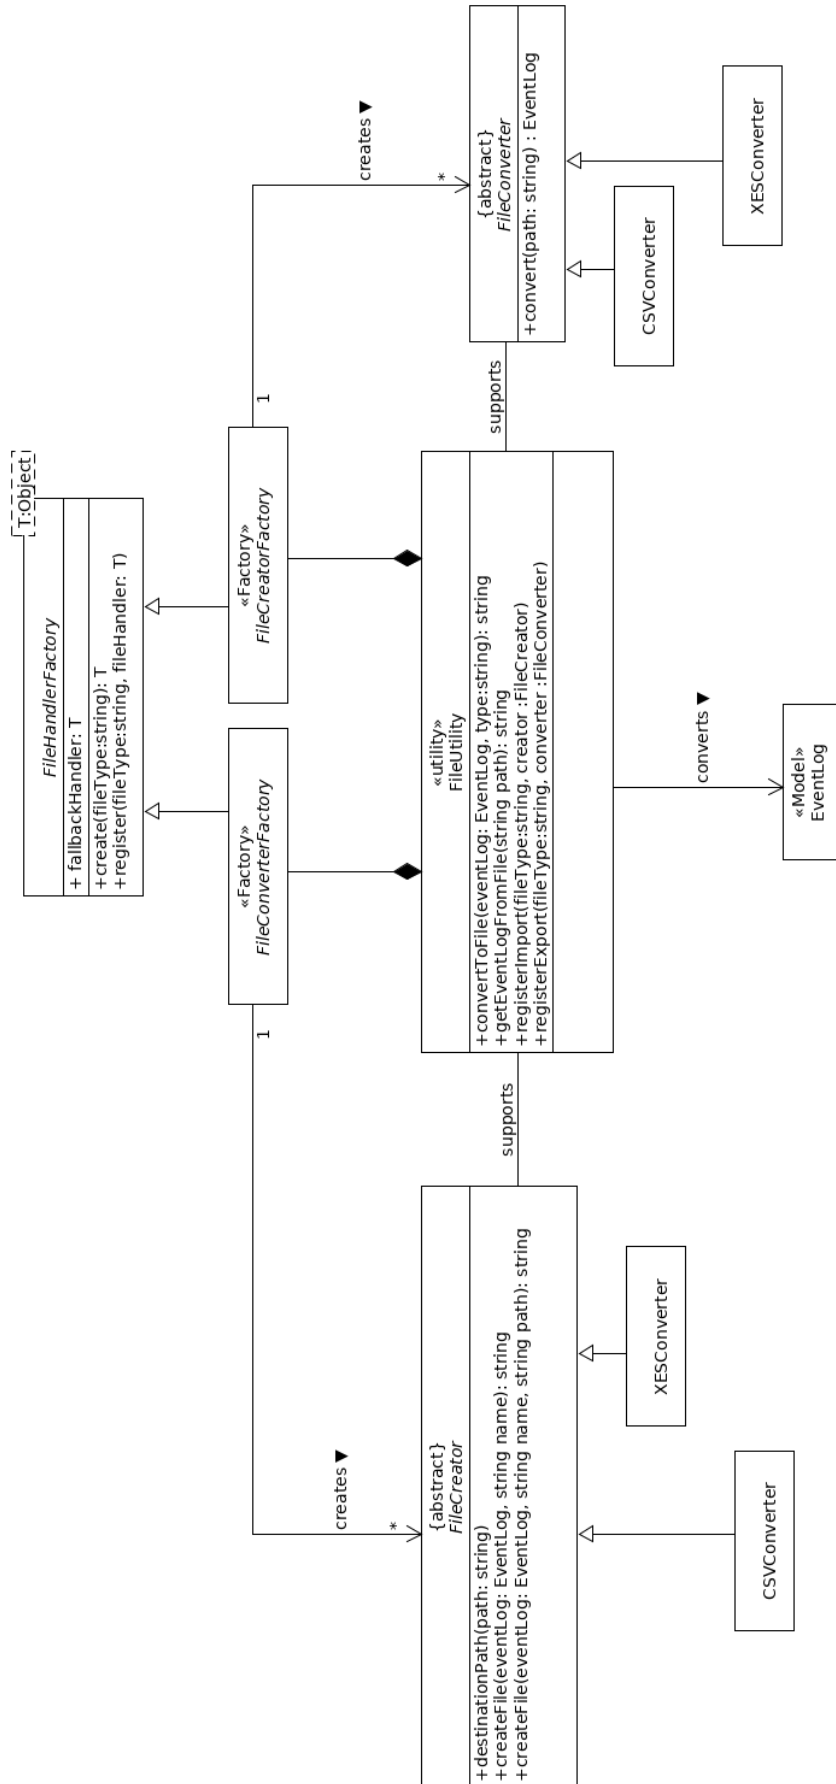 T:Object
FileHandlerFactory
+ fallbackHandler: T
+create(fileType:string): T
+register(fileType:string, fileHandler: T)
«Factory»
FileConverterFactory
«Factory»
FileCreatorFactory
1
1
creates ▼
*
creates ▼
*
{abstract}
FileCreator
+destinationPath(path: string)
+createFile(eventLog: EventLog, string name): string
+createFile(eventLog: EventLog, string name, string path): string
supports
«utility»
FileUtility
+convertToFile(eventLog: EventLog, type:string): string
+getEventLogFromFile(string path): string
+registerImport(fileType:string, creator :FileCreator)
+registerExport(fileType:string, converter :FileConverter)
supports
{abstract}
FileConverter
+convert(path: string) : EventLog
CSVConverter
XESConverter
converts ▼
«Model»
EventLog
CSVConverter
XESConverter